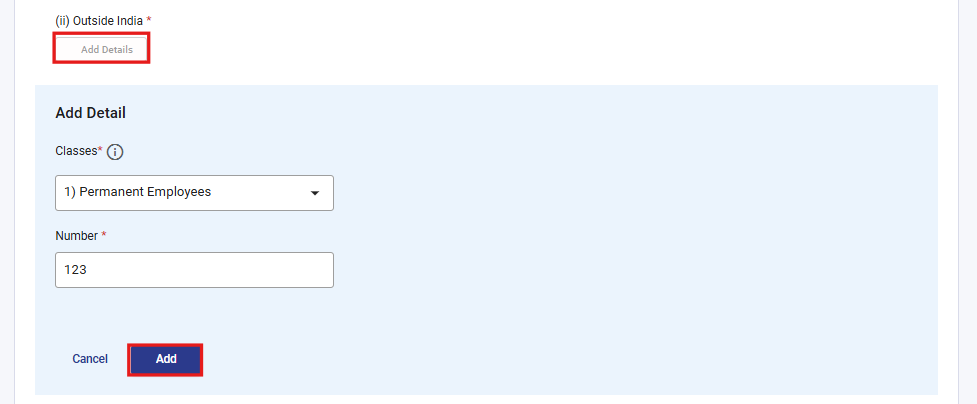 (ii) Outside India *
Add Details
Add Detail
Classes*
1) Permanent Employees
Number *
123
Cancel Add